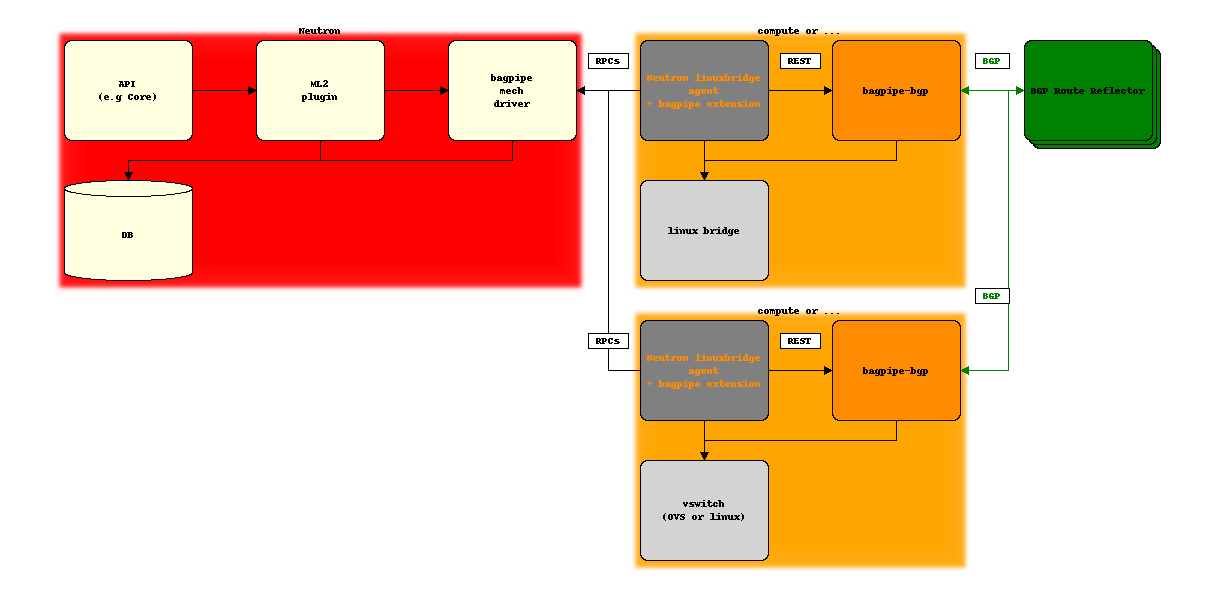 Neutron
compute or ...
API
(e.g Core)
ML2
plugin
bagpipe
mech
driver
RPCs
Neutron linuxbridge
agent
+ bagpipe extension
REST
bagpipe-bgp
BGP
BGP Route Reflector
DB
linux bridge
BGP
compute or ...
RPCs
Neutron linuxbridge
agent
+ bagpipe extension
REST
bagpipe-bgp
vswitch
(OVS or linux)